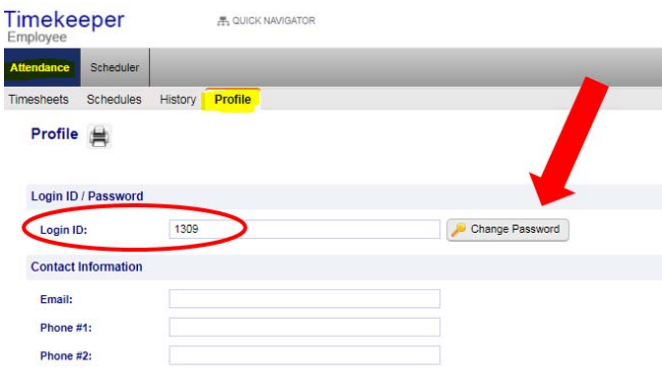 Timekeeper
QUICK NAVIGATOR
Employee
Attendance Scheduler
Timesheets Schedules History Profile
Profile
Login ID / Password
Login ID: 1309 Change Password
Contact Information
Email:
Phone #1:
Phone #2: